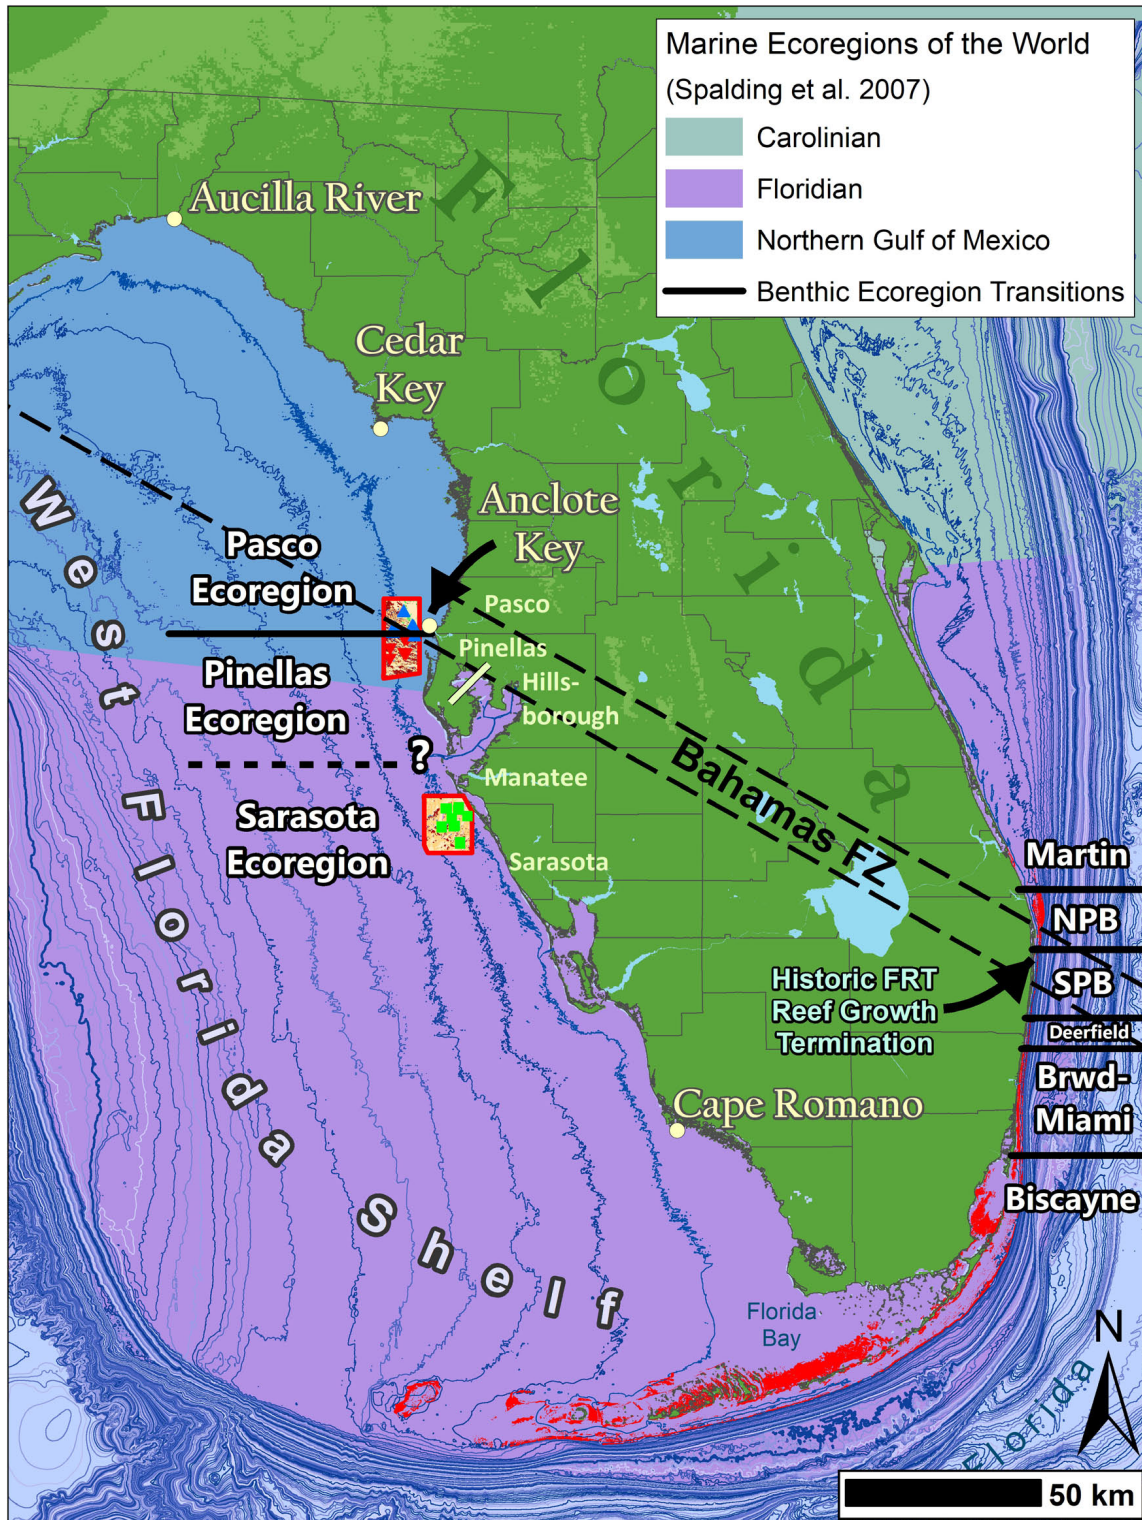 Marine Ecoregions of the World
(Spalding et al. 2007)
Carolinian
Floridian
Northern Gulf of Mexico
Benthic Ecoregion Transitions
Florida
Aucilla River
Cedar
Key
Anclote
Key
Pasco
Ecoregion
Pasco
Pinellas
Hills-
borough
Pinellas
Ecoregion
?
Manatee
Sarasota
Ecoregion
Sarasota
Bahamas FZ
West Florida Shelf
Martin
NPB
SPB
Deerfield
Brwd-
Miami
Biscayne
Historic FRT
Reef Growth
Termination
Cape Romano
Florida
Bay
N
Florida
50 km